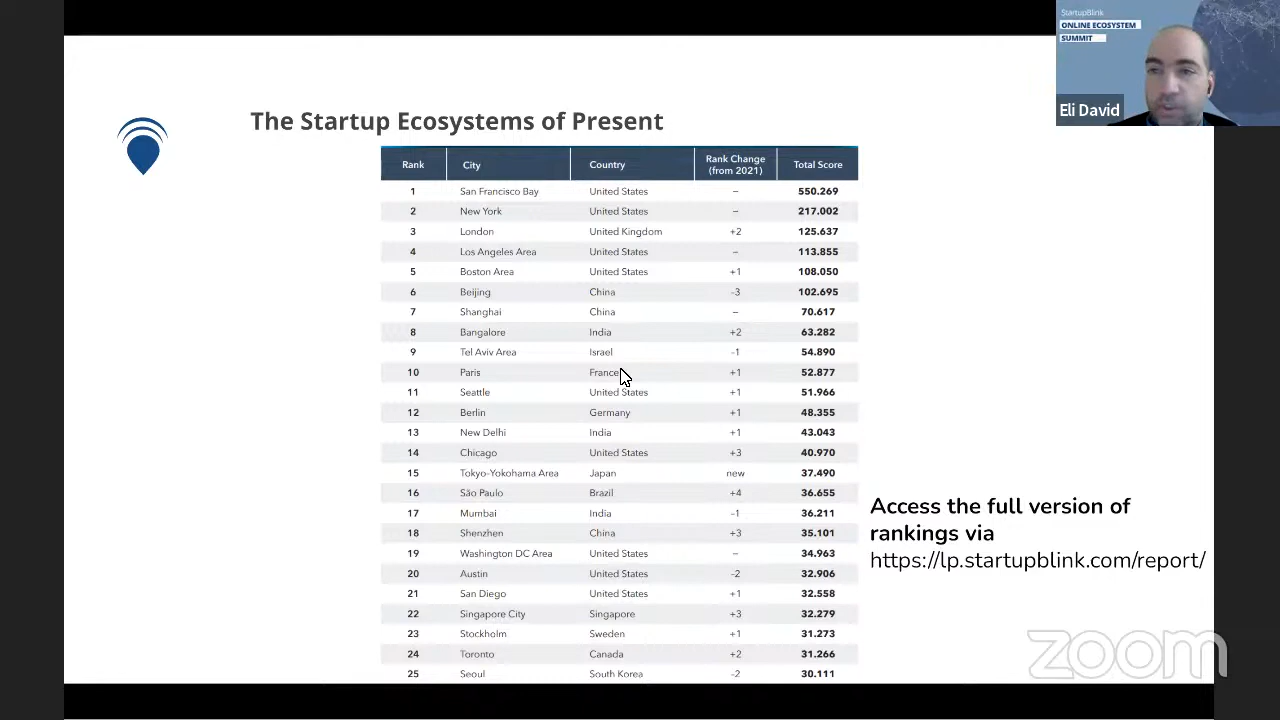 StartupBlink
ONLINE ECOSYSTEM
SUMMIT
Eli David
The Startup Ecosystems of Present
Rank City Country Rank Change (from 2021) Total Score
1 San Francisco Bay United States – 550.269
2 New York United States – 217.002
3 London United Kingdom +2 125.637
4 Los Angeles Area United States – 113.855
5 Boston Area United States +1 108.050
6 Beijing China -3 102.695
7 Shanghai China – 70.617
8 Bangalore India +2 63.282
9 Tel Aviv Area Israel -1 54.890
10 Paris France +1 52.877
11 Seattle United States +1 51.966
12 Berlin Germany +1 48.355
13 New Delhi India +1 43.043
14 Chicago United States +3 40.970
15 Tokyo-Yokohama Area Japan new 37.490
16 São Paulo Brazil +4 36.655
17 Mumbai India -1 36.211
18 Shenzhen China +3 35.101
19 Washington DC Area United States – 34.963
20 Austin United States -2 32.906
21 San Diego United States +1 32.558
22 Singapore City Singapore +3 32.279
23 Stockholm Sweden +1 31.273
24 Toronto Canada +2 31.266
25 Seoul South Korea -2 30.111
Access the full version of
rankings via
https://lp.startupblink.com/report/
zoom